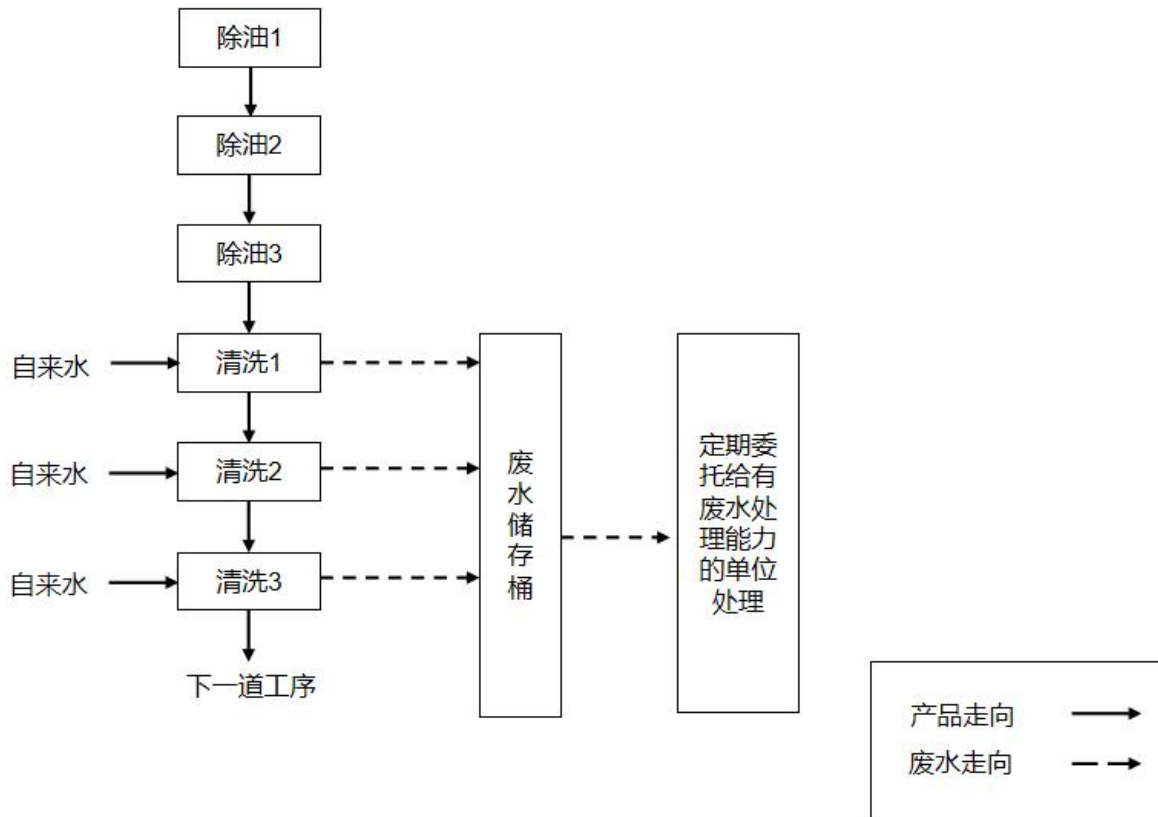 除油1
除油2
除油3
自来水
清洗1
自来水
清洗2
自来水
清洗3
下一道工序
废
水
储
存
桶
定期委
托给有
废水处
理能力
的单位
处理
产品走向
废水走向